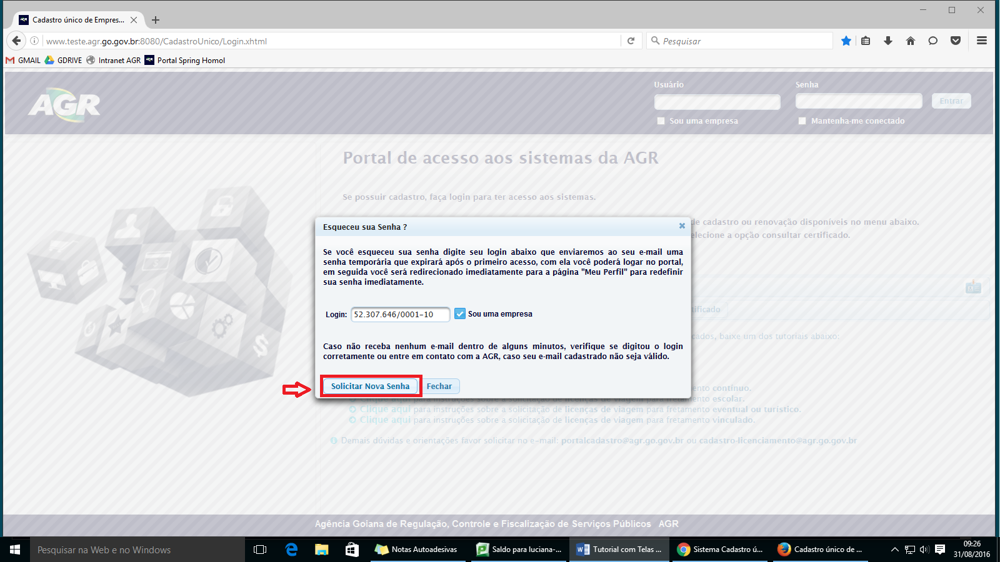 Cadastro único de Empres...
www.teste.agr.go.gov.br:8080/CadastroUnico/Login.xhtml
Pesquisar
GMAIL GDRIVE Intranet AGR AGR Portal Spring Homol
AGR
Usuário
Senha
Entrar
Sou uma empresa
Mantenha-me conectado
Portal de acesso aos sistemas da AGR
Se possuir cadastro, faça login para ter acesso aos sistemas.
de cadastro ou renovação disponíveis no menu abaixo.
elecione a opção consultar certificado.
Esqueceu sua Senha ?
Se você esqueceu sua senha digite seu login abaixo que enviaremos ao seu e-mail uma
senha temporária que expirará após o primeiro acesso, com ela você poderá logar no portal,
em seguida você será redirecionado imediatamente para a página "Meu Perfil" para redefinir
sua senha imediatamente.
Login: 52.307.646/0001-10 Sou uma empresa
Caso não receba nenhum e-mail dentro de alguns minutos, verifique se digitou o login
corretamente ou entre em contato com a AGR, caso seu e-mail cadastrado não seja válido.
Solicitar Nova Senha Fechar
tificado
cados, baixe um dos tutoriais abaixo:
mento contínuo.
mento escolar.
Clique aqui para instruções sobre a solicitação de licenças de viagem para fretamento eventual ou turístico.
Clique aqui para instruções sobre a solicitação de licenças de viagem para fretamento vinculado.
Demais dúvidas e orientações favor solicitar no e-mail: portalcadastro@agr.go.gov.br ou cadastro-licenciamento@agr.go.gov.br
Agência Goiana de Regulação, Controle e Fiscalização de Serviços Públicos AGR
Pesquisar na Web e no Windows
Notas Autoadesivas
Saldo para luciana-...
Tutorial com Telas ...
Sistema Cadastro ú...
Cadastro único de ...
09:26
31/08/2016